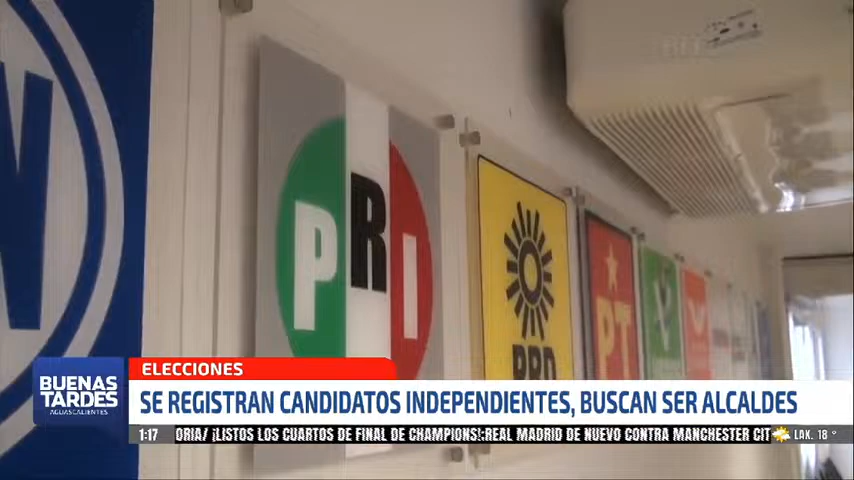 PRI
PRD
PT
ELECCIONES
BUENAS
TARDES
AGUASCALIENTES
SE REGISTRAN CANDIDATOS INDEPENDIENTES, BUSCAN SER ALCALDES
1:17 ORIA/ ¡LISTOS LOS CUARTOS DE FINAL DE CHAMPIONS!-REAL MADRID DE NUEVO CONTRA MANCHESTER CIT LAK. 18 °